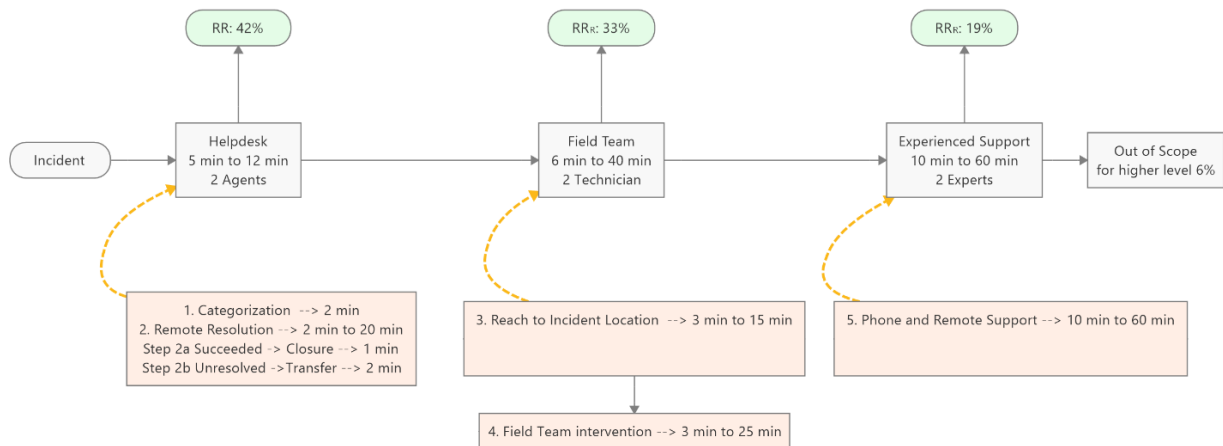 RR: 42%
RRR: 33%
RRR: 19%
Incident
Helpdesk
5 min to 12 min
2 Agents
Field Team
6 min to 40 min
2 Technician
Experienced Support
10 min to 60 min
2 Experts
Out of Scope
for higher level 6%
1. Categorization --> 2 min
2. Remote Resolution --> 2 min to 20 min
Step 2a Succeeded -> Closure --> 1 min
Step 2b Unresolved ->Transfer --> 2 min
3. Reach to Incident Location --> 3 min to 15 min
5. Phone and Remote Support --> 10 min to 60 min
4. Field Team intervention --> 3 min to 25 min